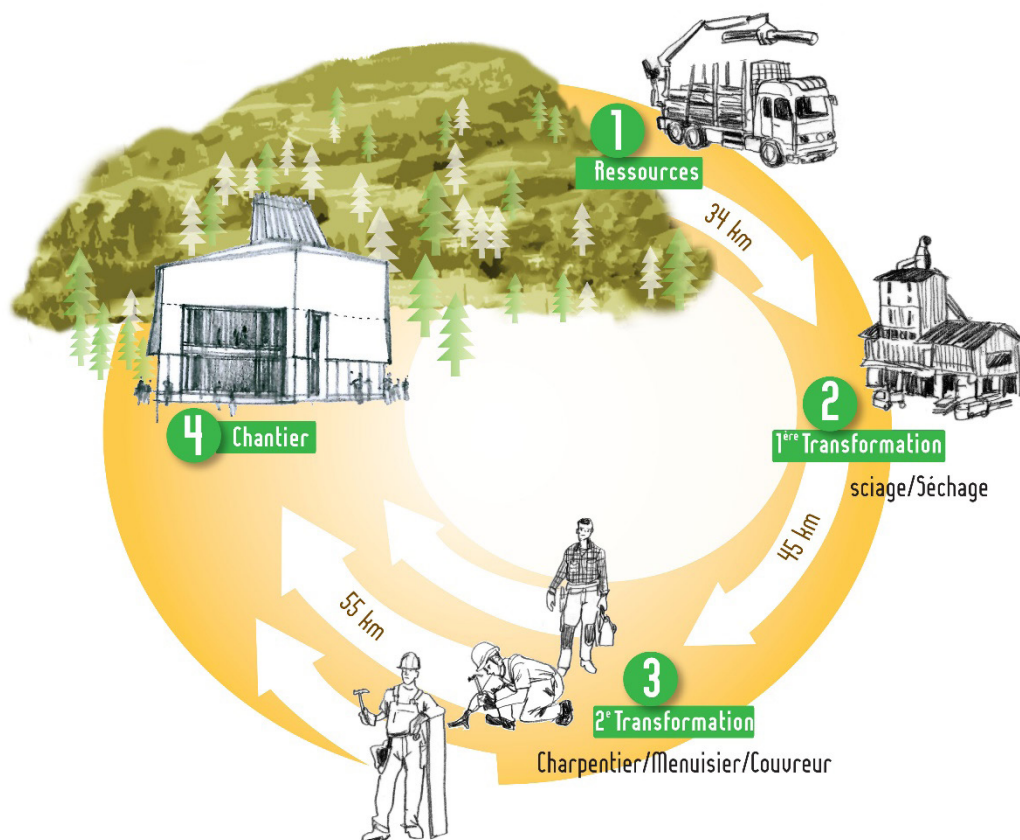 1
Ressources
34 km
2
1ère Transformation
sciage/Séchage
45 km
3
2e Transformation
Charpentier/Menuisier/Couvreur
55 km
4
Chantier